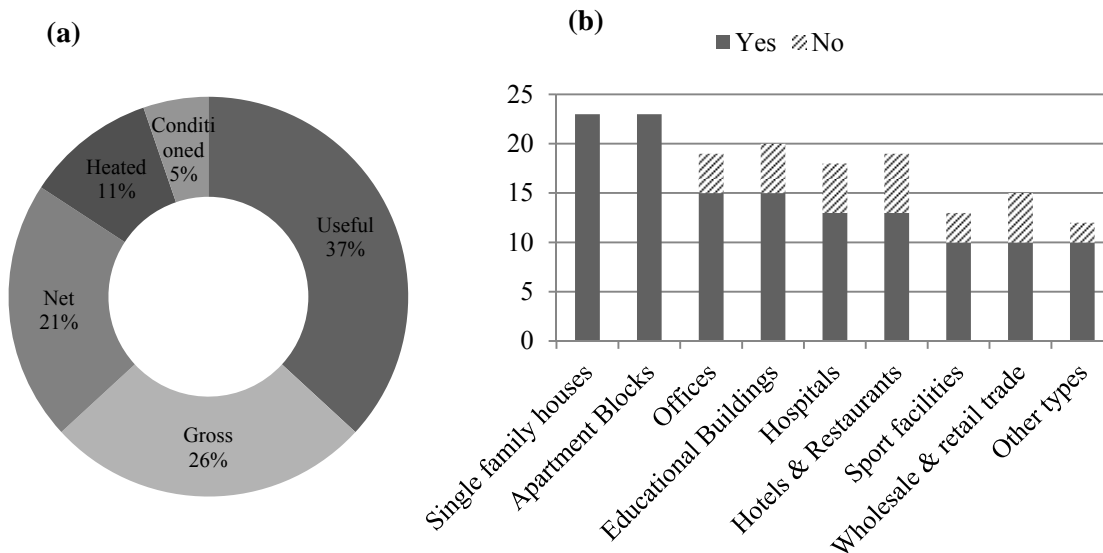 (a)
Conditi
oned
5%
Heated
11%
Useful
37%
Net
21%
Gross
26%
(b)
Yes No
25
20
15
10
5
0
Single family houses
Apartment Blocks
Offices
Educational Buildings
Hospitals
Hotels & Restaurants
Sport facilities
Wholesale & retail trade
Other types